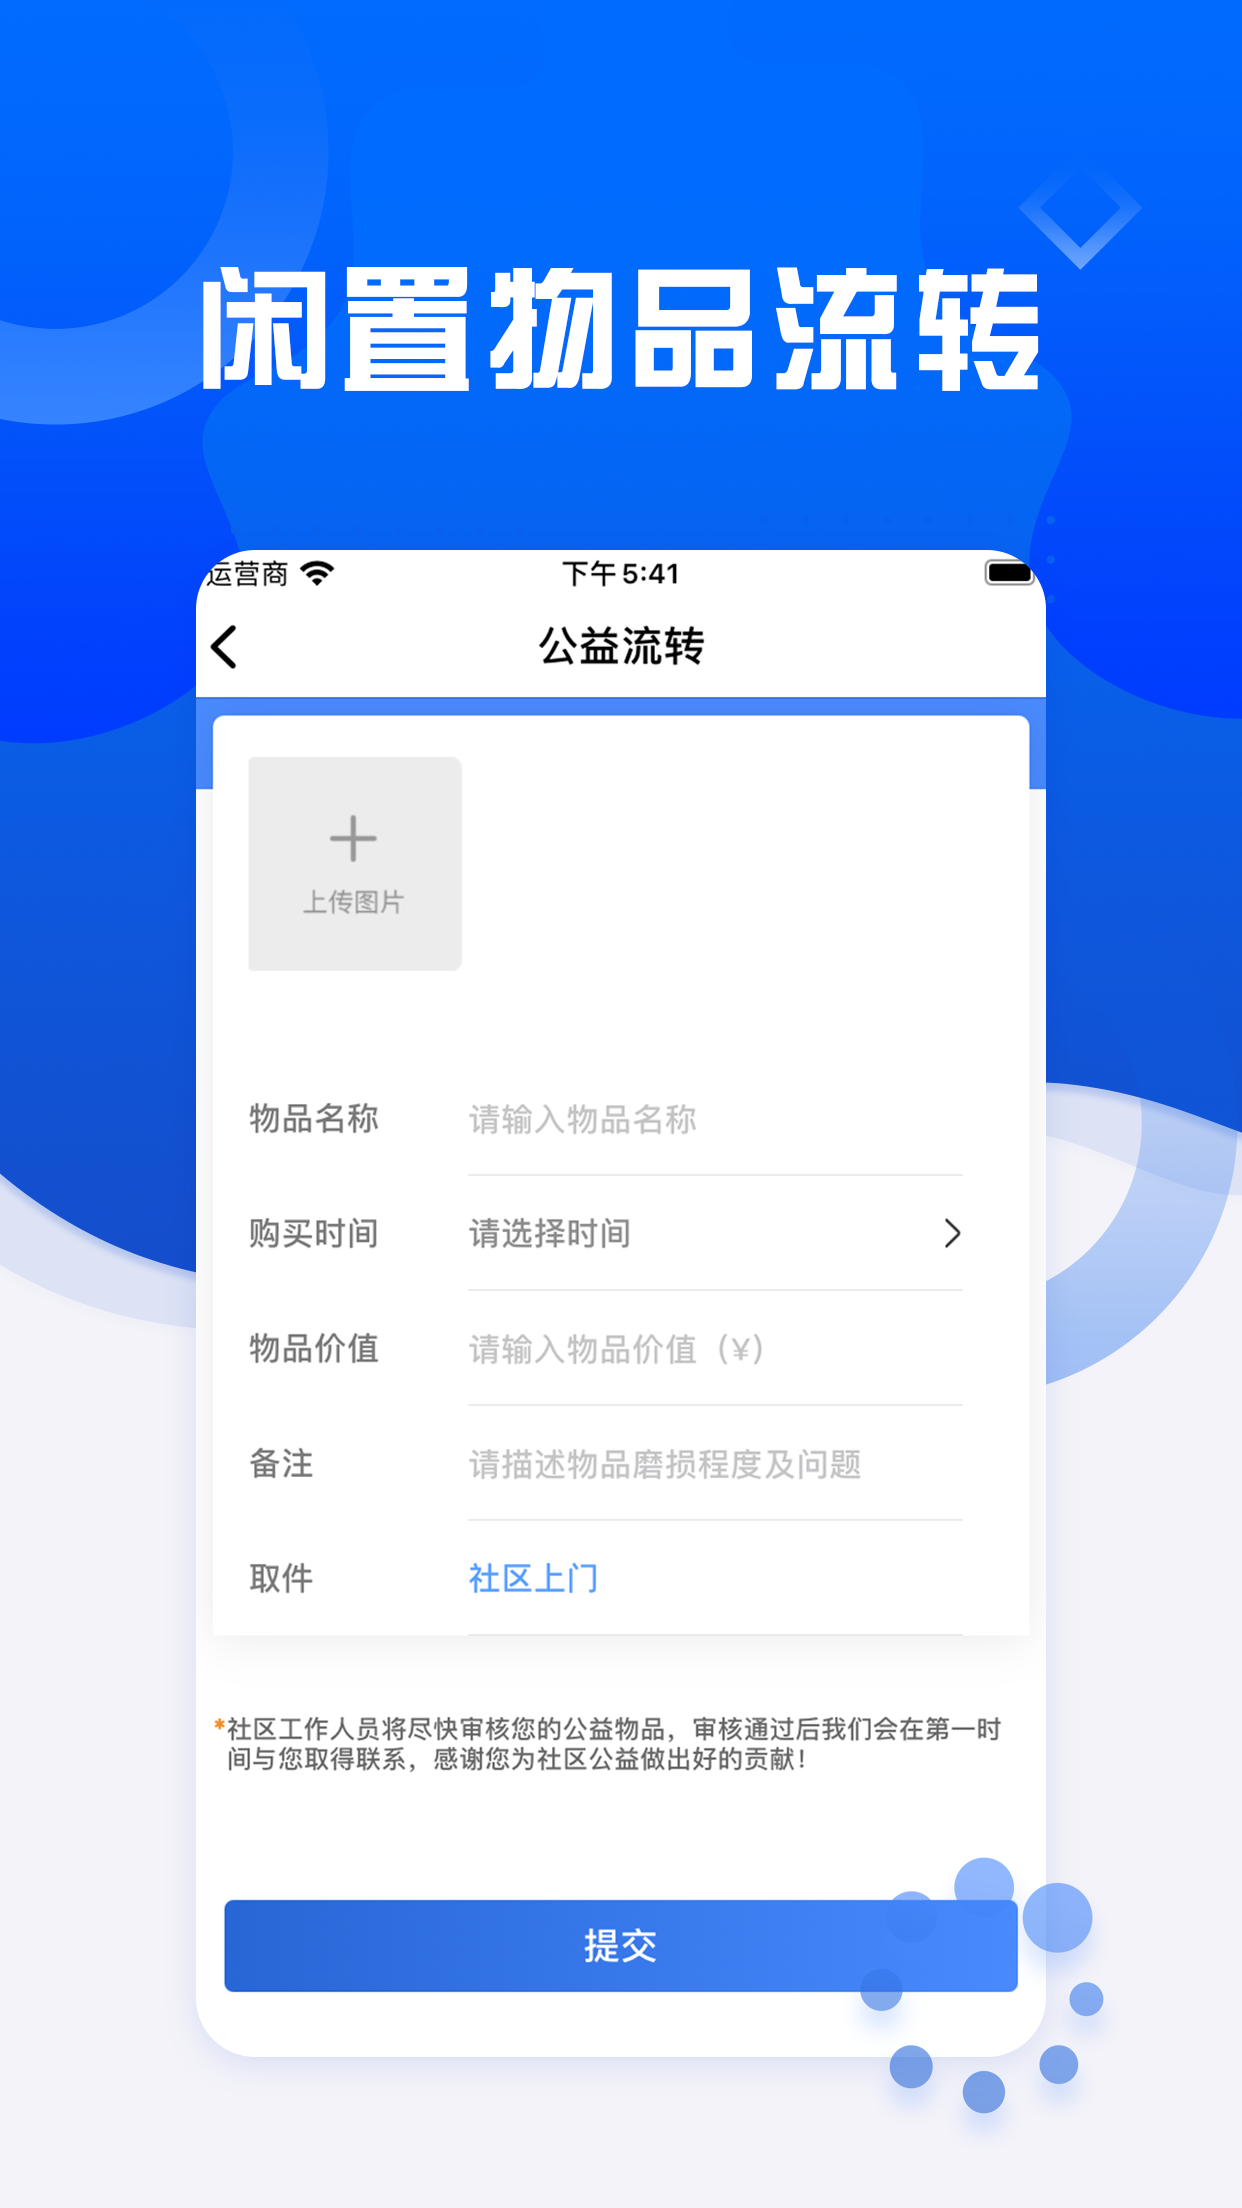 闲置物品流转
运营商 下午5:41
公益流转
上传图片
物品名称 请输入物品名称
购买时间 请选择时间
物品价值 请输入物品价值（¥）
备注 请描述物品磨损程度及问题
取件 社区上门
*社区工作人员将尽快审核您的公益物品，审核通过后我们会在第一时
间与您取得联系，感谢您为社区公益做出好的贡献！
提交